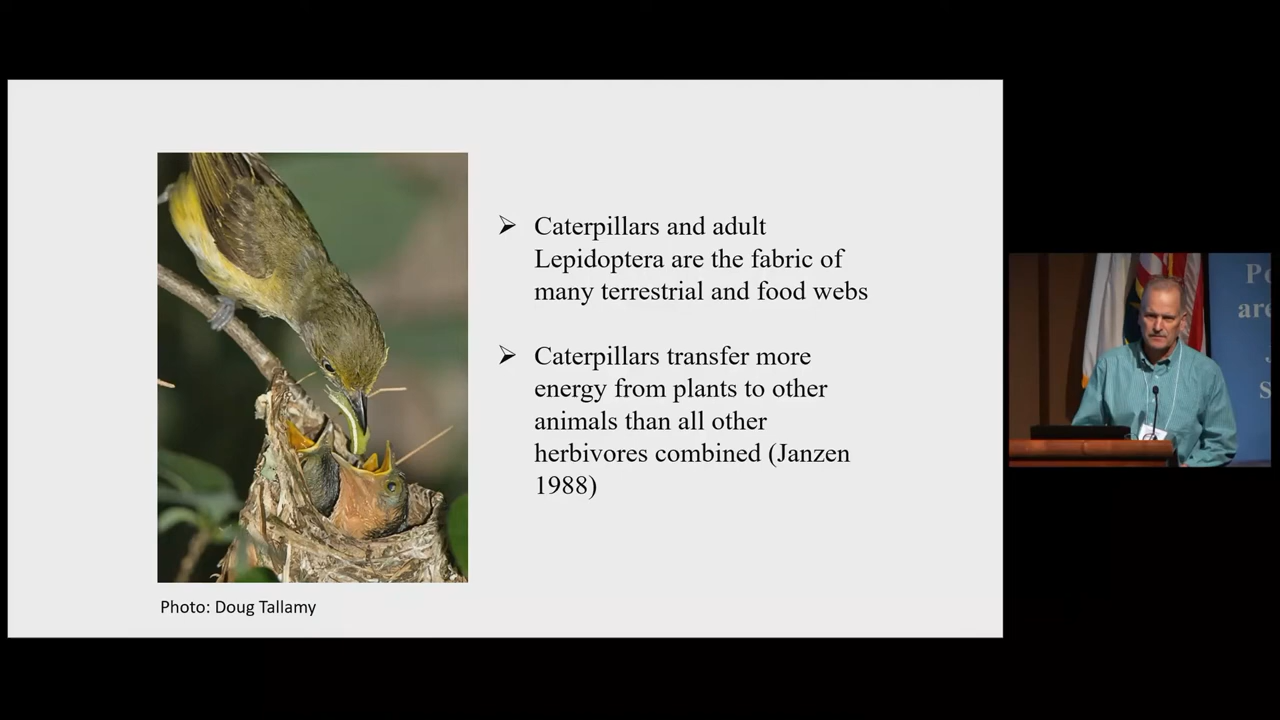 ➢ Caterpillars and adult
Lepidoptera are the fabric of
many terrestrial and food webs
➢ Caterpillars transfer more
energy from plants to other
animals than all other
herbivores combined (Janzen
1988)
Photo: Doug Tallamy